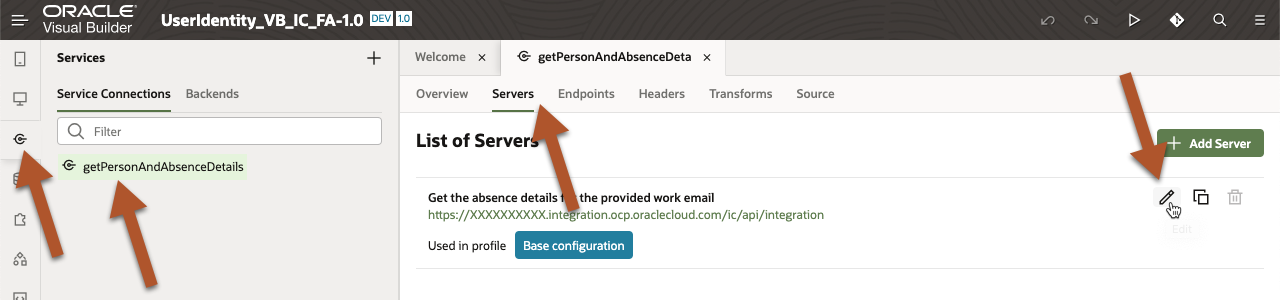 ORACLE
Visual Builder
UserIdentity_VB_IC_FA-1.0 DEV 1.0
Services
Service Connections Backends
Filter
getPersonAndAbsenceDetails
Welcome × getPersonAndAbsenceDeta ×
Overview Servers Endpoints Headers Transforms Source
List of Servers
+ Add Server
Get the absence details for the provided work email
https://XXXXXXXXXX.integration.ocp.oraclecloud.com/ic/api/integration
Used in profile Base configuration
Edit